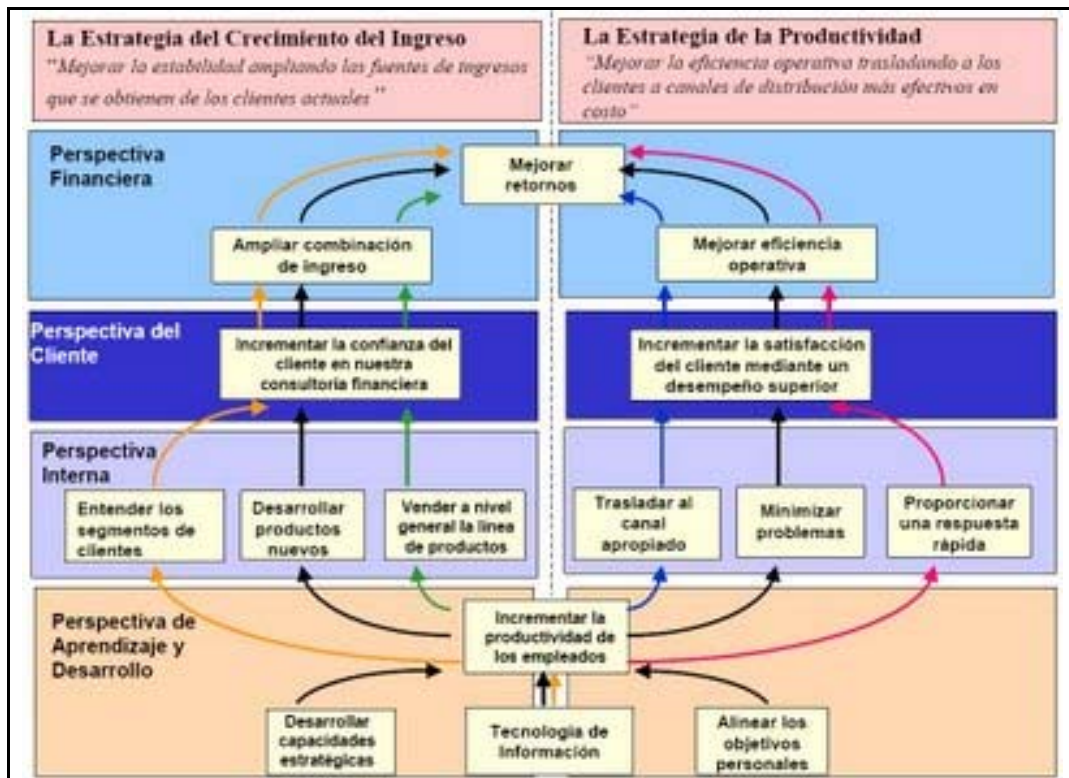 La Estrategia del Crecimiento del Ingreso
"Mejorar la estabilidad ampliando las fuentes de ingresos
que se obtienen de los clientes actuales"
La Estrategia de la Productividad
"Mejorar la eficiencia operativa trasladando a los
clientes a canales de distribución más efectivos en
costo"
Perspectiva
Financiera
Mejorar
retornos
Ampliar combinación
de ingreso
Mejorar eficiencia
operativa
Perspectiva del
Cliente
Incrementar la confianza del
cliente en nuestra
consultoría financiera
Incrementar la satisfacción
del cliente mediante un
desempeño superior
Perspectiva
Interna
Entender los
segmentos de
clientes
Desarrollar
productos
nuevos
Vender a nivel
general la línea
de productos
Trasladar al
canal
apropiado
Minimizar
problemas
Proporcionar
una respuesta
rápida
Perspectiva de
Aprendizaje y
Desarrollo
Incrementar la
productividad de
los empleados
Desarrollar
capacidades
estratégicas
Tecnología de
Información
Alinear los
objetivos
personales